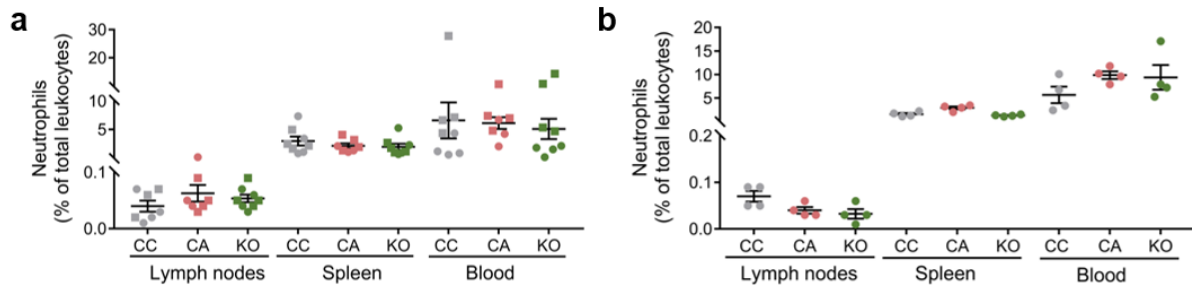 a
Neutrophils
(% of total leukocytes)
30
20
10
5
0.1
0.0
CC CA KO CC CA KO CC CA KO
Lymph nodes Spleen Blood
b
Neutrophils
(% of total leukocytes)
20
15
10
5
0.2
0.1
0.0
CC CA KO CC CA KO CC CA KO
Lymph nodes Spleen Blood